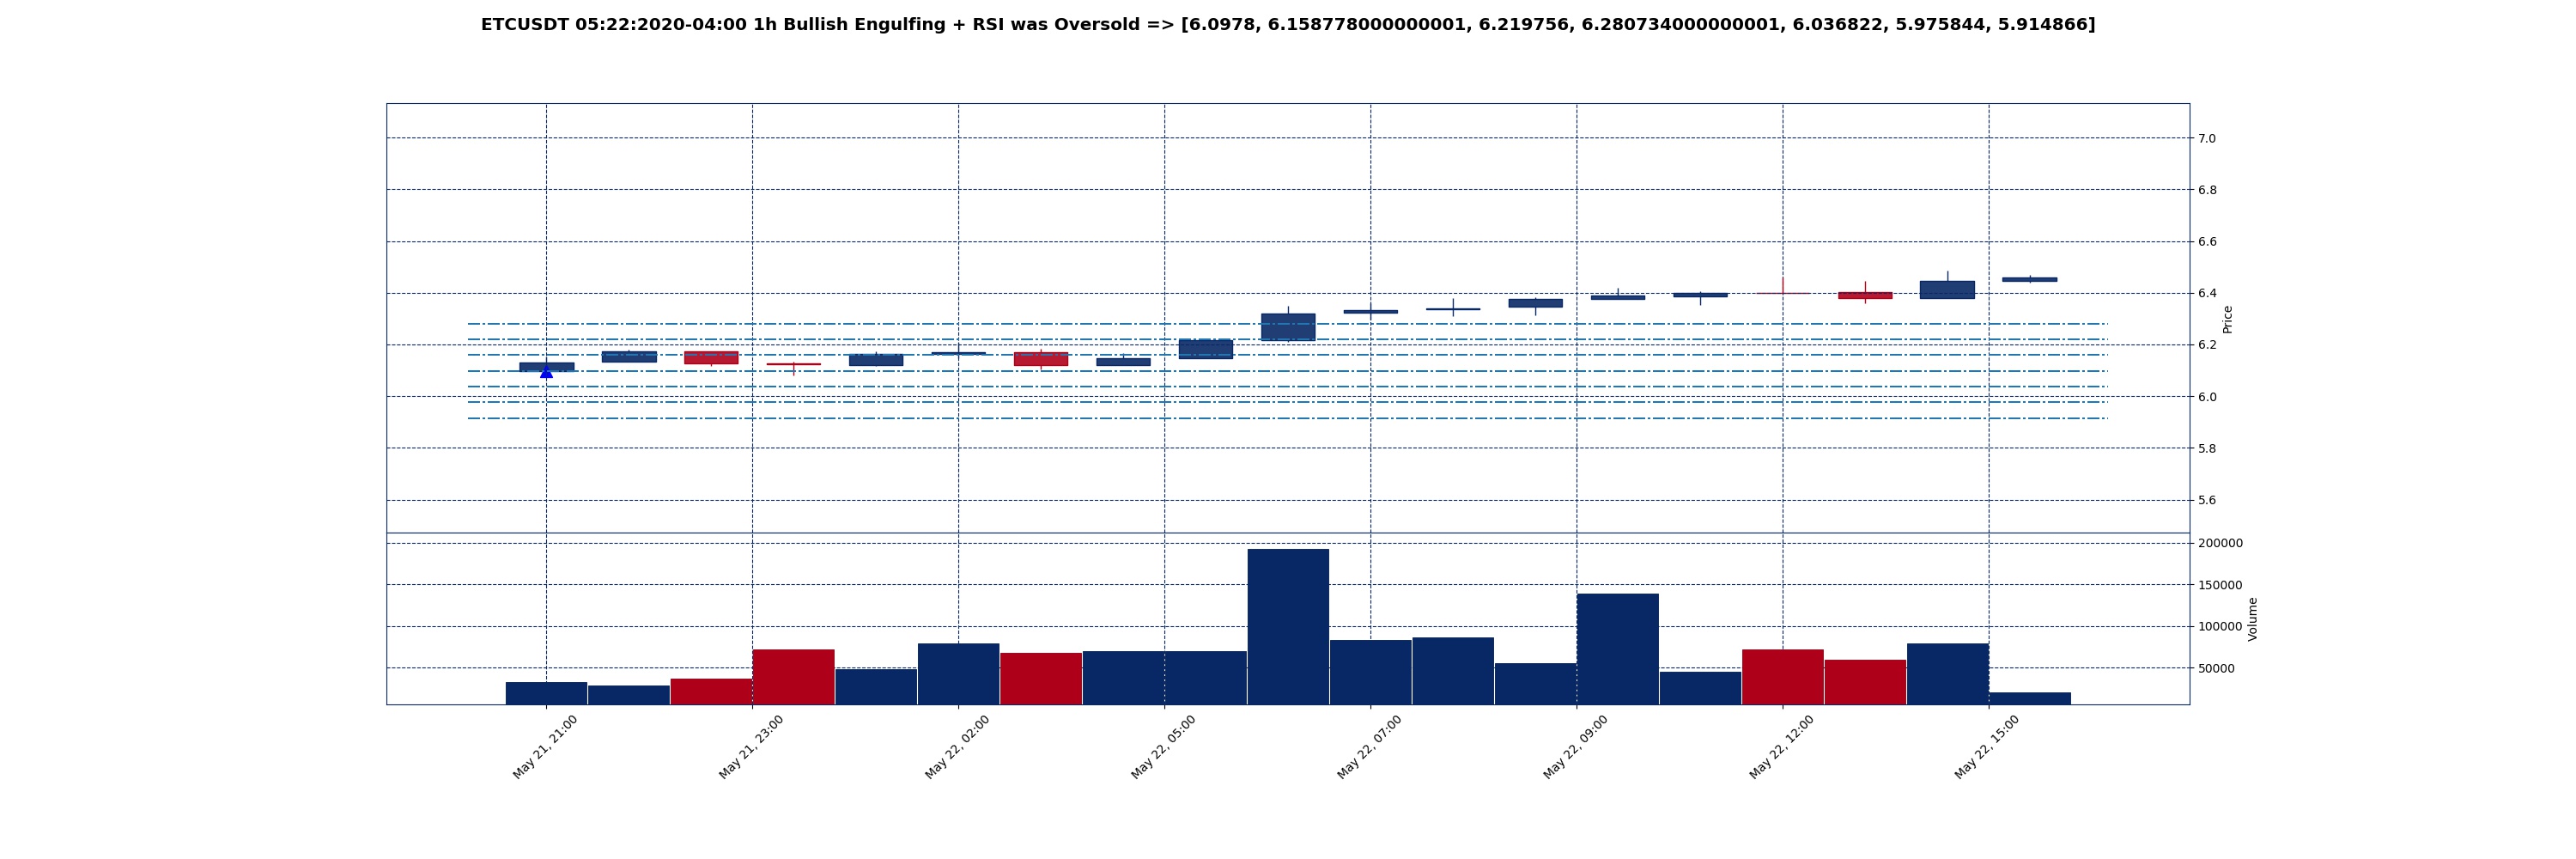 ETCUSDT 05:22:2020-04:00 1h Bullish Engulfing + RSI was Oversold => [6.0978, 6.158778000000001, 6.219756, 6.280734000000001, 6.036822, 5.975844, 5.914866]
7.0
6.8
6.6
6.4
6.2
6.0
5.8
5.6
Price
200000
150000
100000
50000
Volume
May 21, 21:00
May 21, 23:00
May 22, 02:00
May 22, 05:00
May 22, 07:00
May 22, 09:00
May 22, 12:00
May 22, 15:00